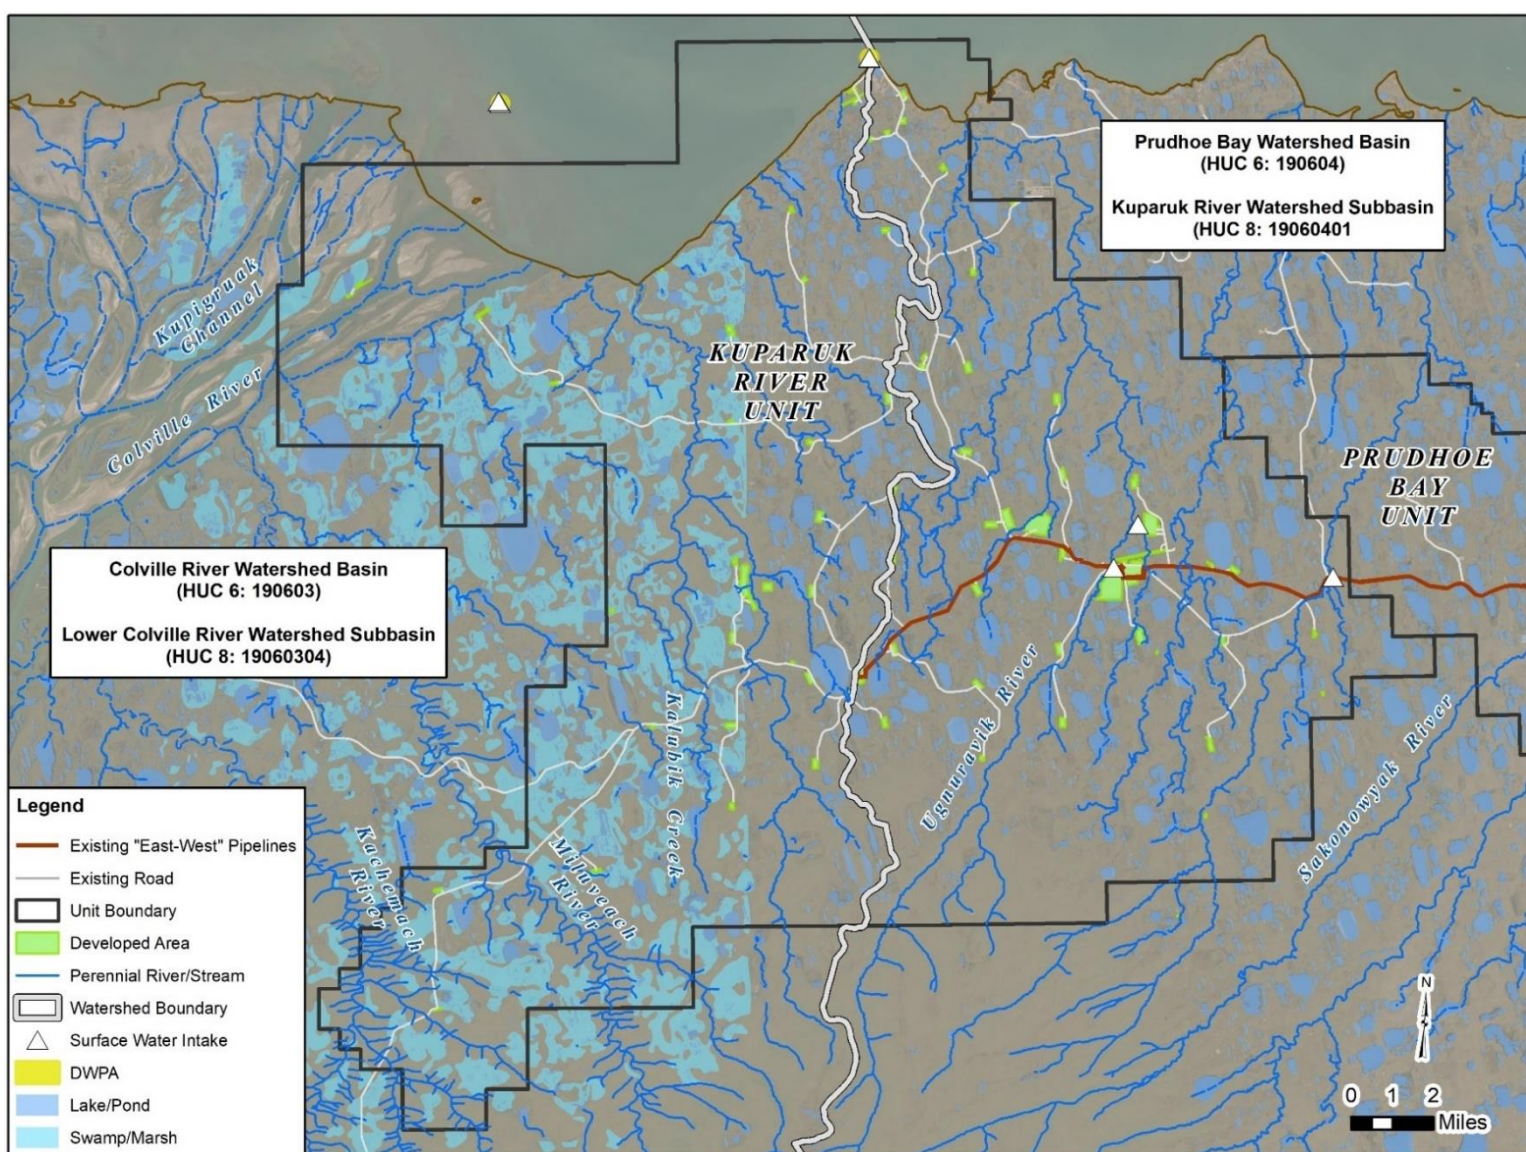 Prudhoe Bay Watershed Basin
(HUC 6: 190604)
Kuparuk River Watershed Subbasin
(HUC 8: 19060401
Kupigruak
Channel
Colville River
KUPARUK
RIVER
UNIT
PRUDHOE
BAY
UNIT
Colville River Watershed Basin
(HUC 6: 190603)
Lower Colville River Watershed Subbasin
(HUC 8: 19060304)
Kalubik Creek
Ugnuravik River
Sakonowyak River
Kachemach
River
Miluveach
River
Legend
Existing "East-West" Pipelines
Existing Road
Unit Boundary
Developed Area
Perennial River/Stream
Watershed Boundary
Surface Water Intake
DWPA
Lake/Pond
Swamp/Marsh
N
0 1 2
Miles